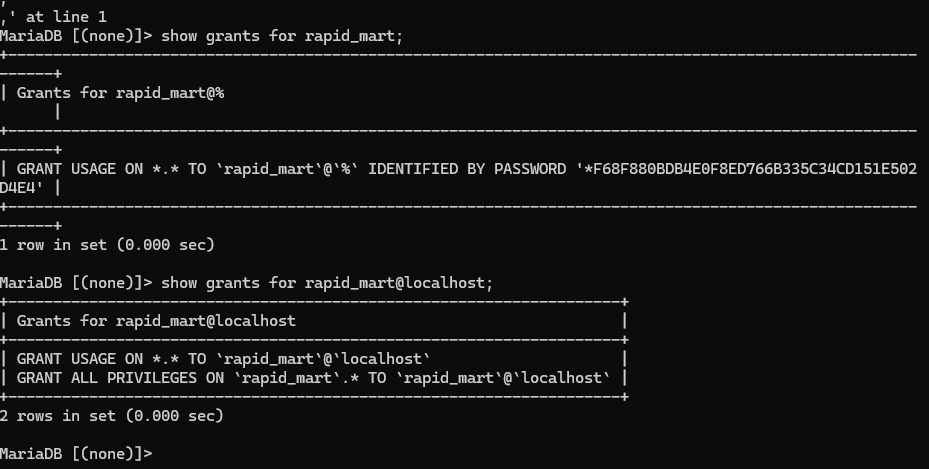 ,
,' at line 1
MariaDB [(none)]> show grants for rapid_mart;
+-----------------------------------------------------------------------------------------------------
------+
| Grants for rapid_mart@%
      |
+-----------------------------------------------------------------------------------------------------
------+
| GRANT USAGE ON *.* TO `rapid_mart`@`%` IDENTIFIED BY PASSWORD '*F68F880BDB4E0F8ED766B335C34CD151E502
D4E4' |
+-----------------------------------------------------------------------------------------------------
------+
1 row in set (0.000 sec)
MariaDB [(none)]> show grants for rapid_mart@localhost;
+--------------------------------------------------------------------+
| Grants for rapid_mart@localhost                                    |
+--------------------------------------------------------------------+
| GRANT USAGE ON *.* TO `rapid_mart`@`localhost`                     |
| GRANT ALL PRIVILEGES ON `rapid_mart`.* TO `rapid_mart`@`localhost` |
+--------------------------------------------------------------------+
2 rows in set (0.000 sec)
MariaDB [(none)]>